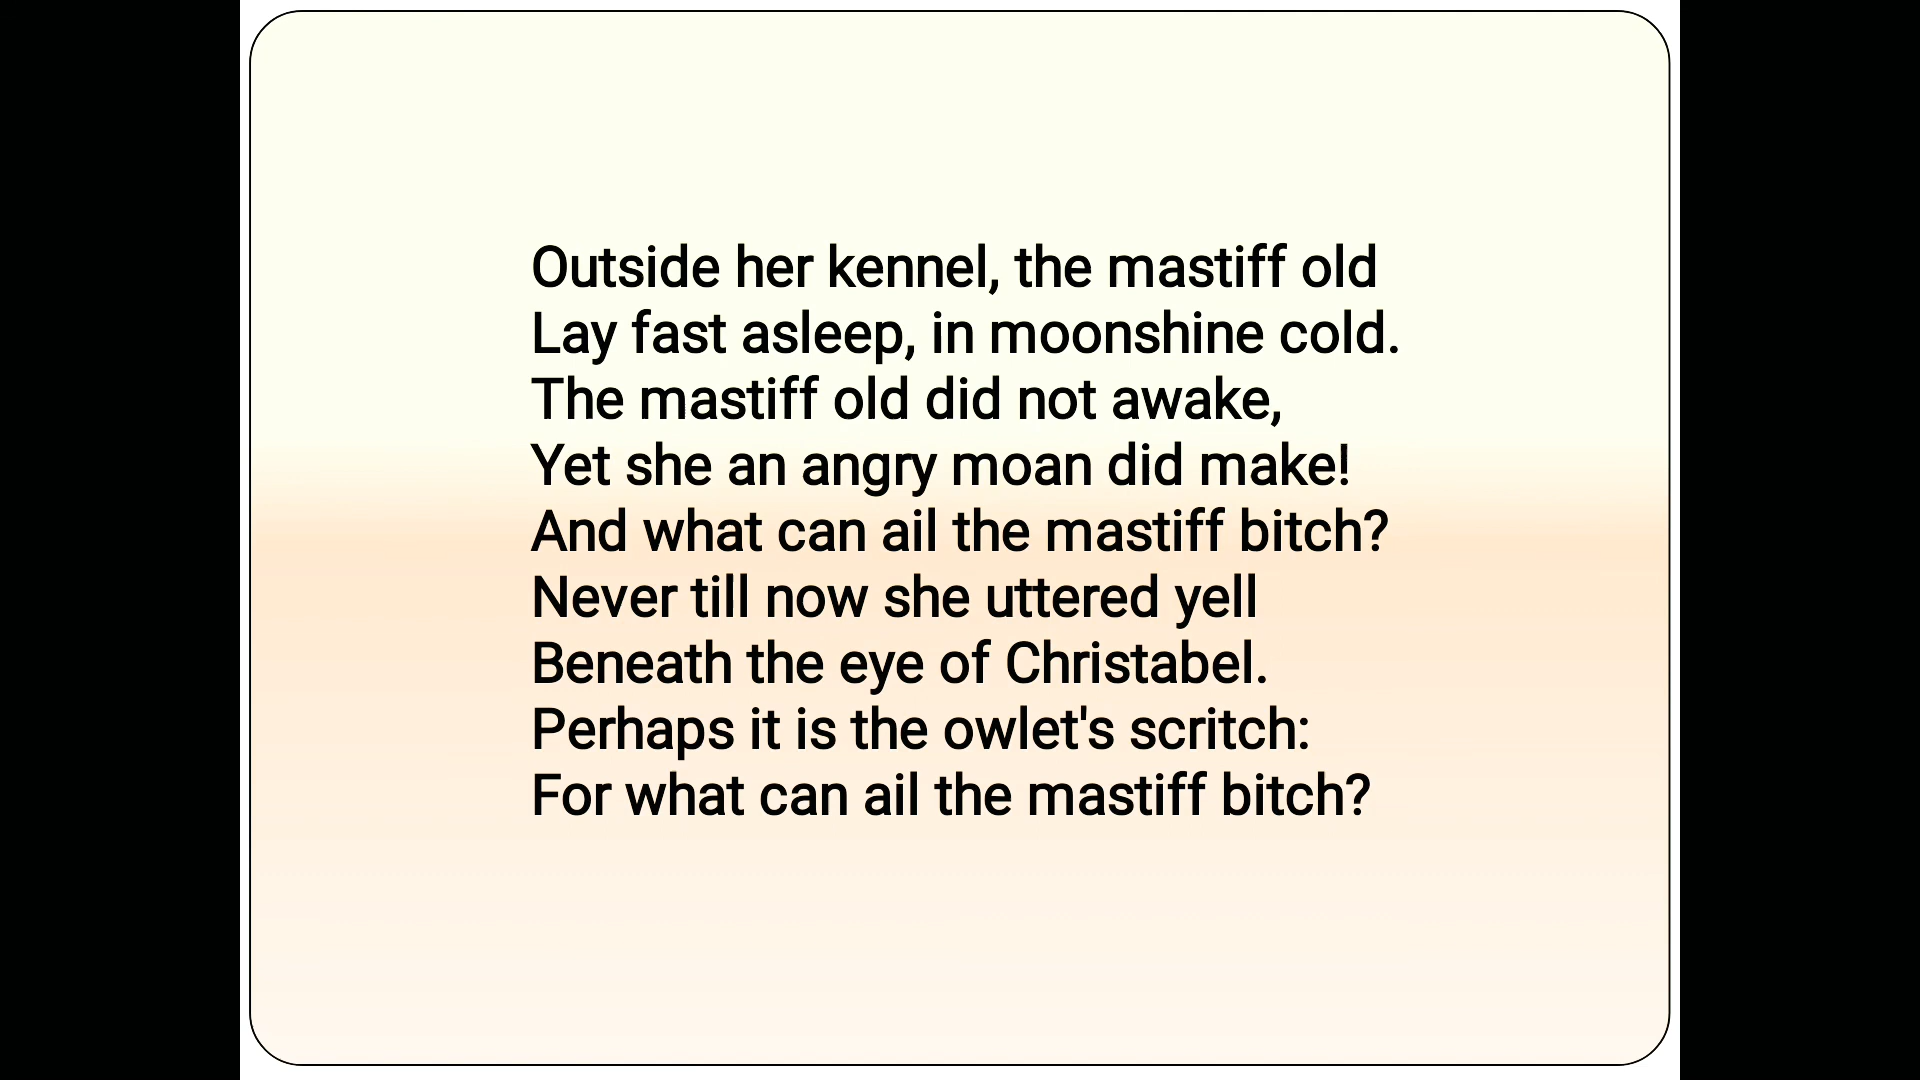 Outside her kennel, the mastiff old
Lay fast asleep, in moonshine cold.
The mastiff old did not awake,
Yet she an angry moan did make!
And what can ail the mastiff bitch?
Never till now she uttered yell
Beneath the eye of Christabel.
Perhaps it is the owlet's scritch:
For what can ail the mastiff bitch?